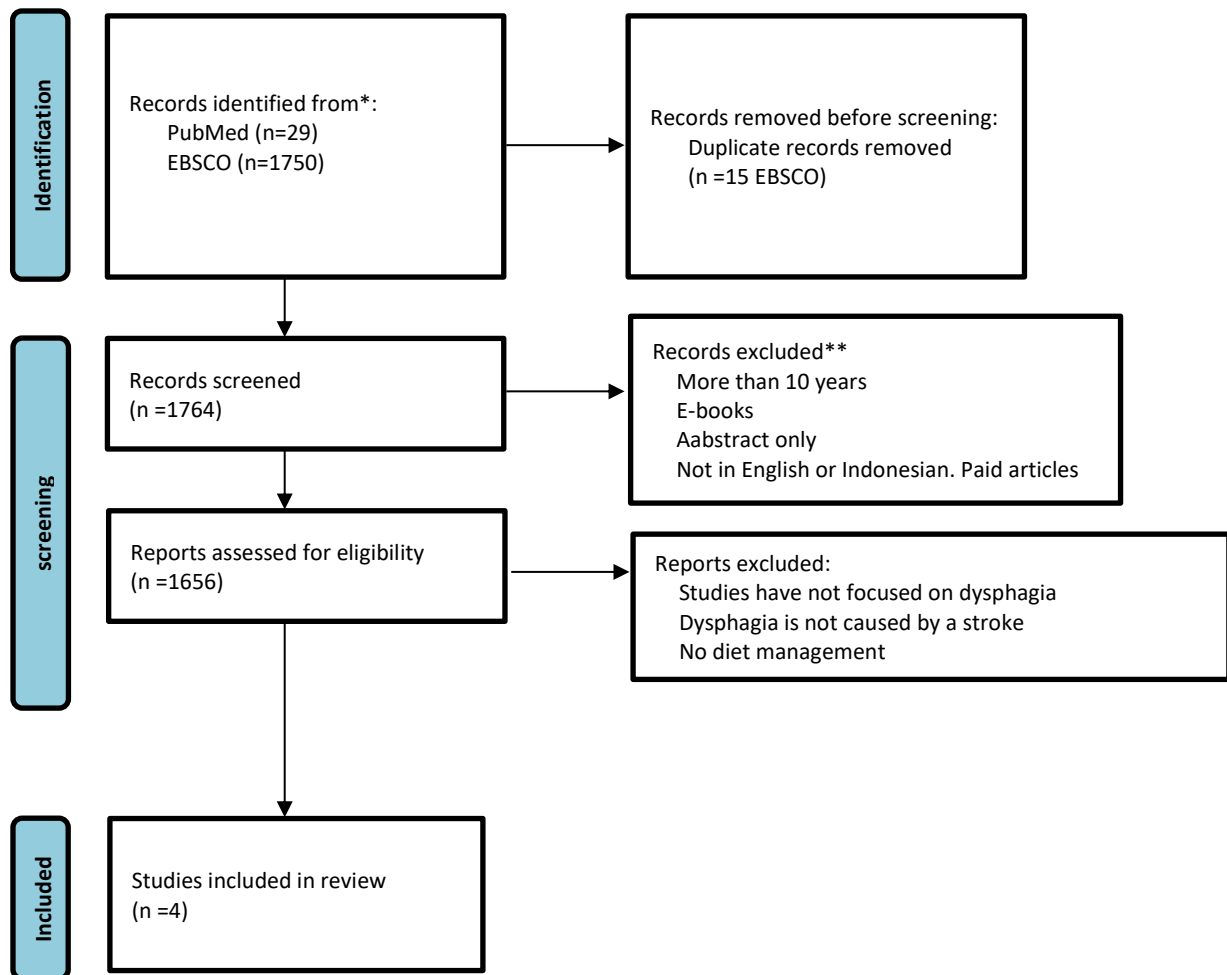 Identification
Records identified from*:
PubMed (n=29)
EBSCO (n=1750)
Records removed before screening:
Duplicate records removed
(n =15 EBSCO)
screening
Records screened
(n =1764)
Records excluded**
More than 10 years
E-books
Aabstract only
Not in English or Indonesian. Paid articles
Reports assessed for eligibility
(n =1656)
Reports excluded:
Studies have not focused on dysphagia
Dysphagia is not caused by a stroke
No diet management
Included
Studies included in review
(n =4)